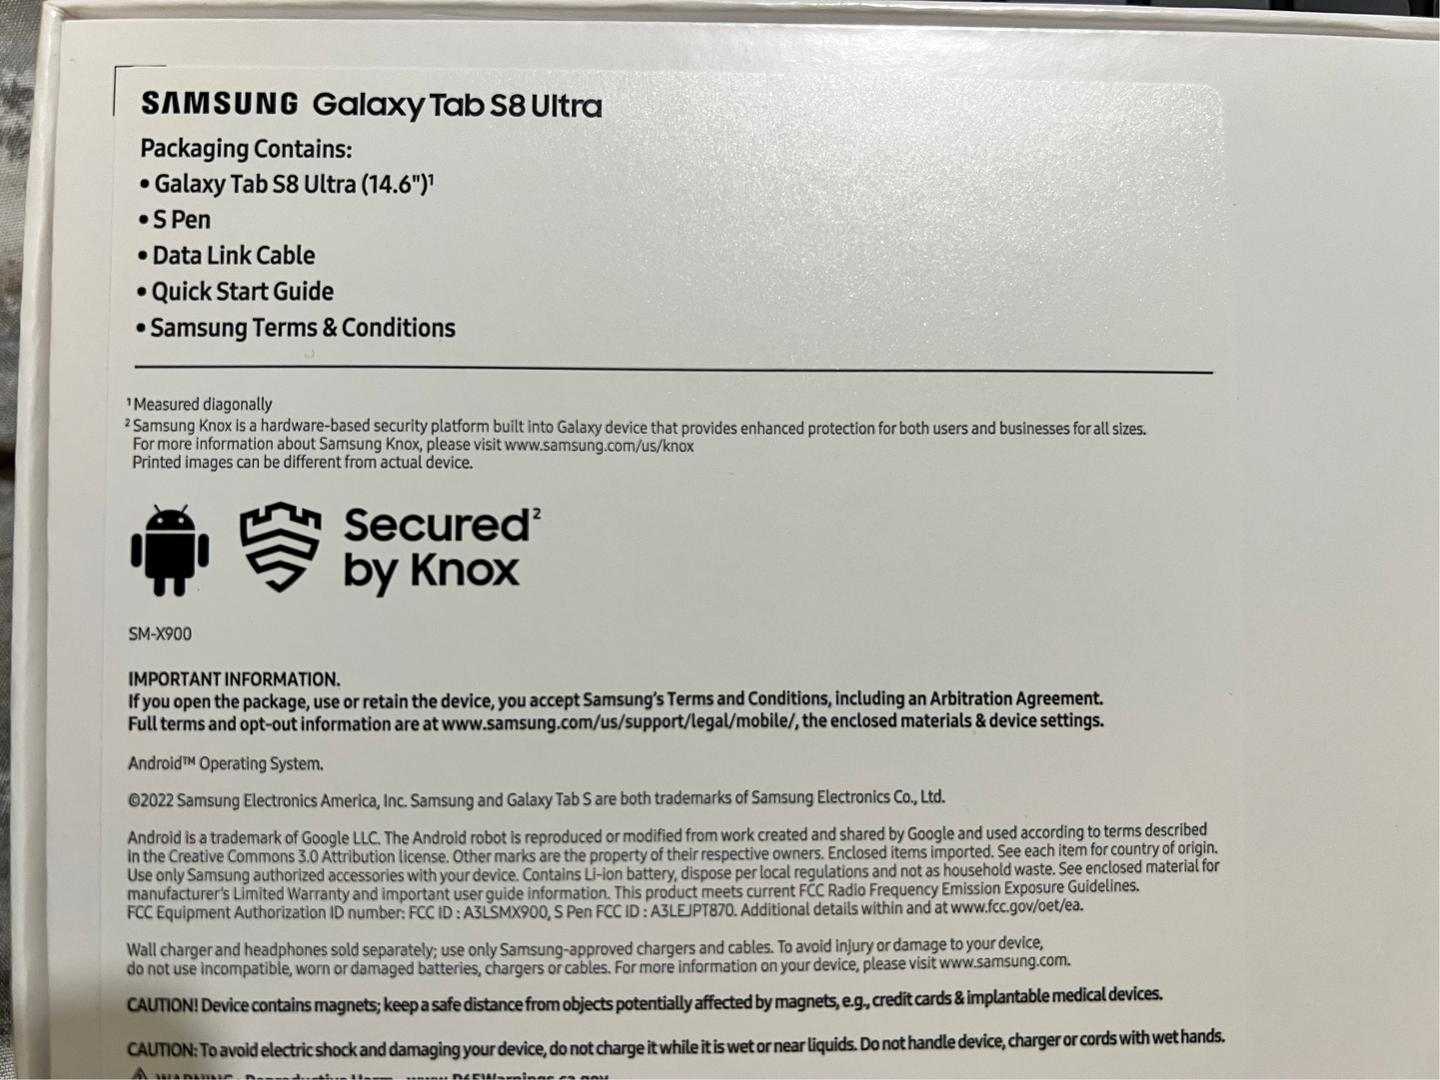 SAMSUNG Galaxy Tab S8 Ultra
Packaging Contains:
• Galaxy Tab S8 Ultra (14.6")¹
• S Pen
• Data Link Cable
• Quick Start Guide
• Samsung Terms & Conditions
¹ Measured diagonally
² Samsung Knox is a hardware-based security platform built into Galaxy device that provides enhanced protection for both users and businesses for all sizes.
For more information about Samsung Knox, please visit www.samsung.com/us/knox
Printed images can be different from actual device.
Secured²
by Knox
SM-X900
IMPORTANT INFORMATION.
If you open the package, use or retain the device, you accept Samsung's Terms and Conditions, including an Arbitration Agreement.
Full terms and opt-out information are at www.samsung.com/us/support/legal/mobile/, the enclosed materials & device settings.
Android™ Operating System.
©2022 Samsung Electronics America, Inc. Samsung and Galaxy Tab S are both trademarks of Samsung Electronics Co., Ltd.
Android is a trademark of Google LLC. The Android robot is reproduced or modified from work created and shared by Google and used according to terms described
in the Creative Commons 3.0 Attribution license. Other marks are the property of their respective owners. Enclosed items imported. See each item for country of origin.
Use only Samsung authorized accessories with your device. Contains Li-ion battery, dispose per local regulations and not as household waste. See enclosed material for
manufacturer's Limited Warranty and important user guide information. This product meets current FCC Radio Frequency Emission Exposure Guidelines.
FCC Equipment Authorization ID number: FCC ID : A3LSMX900, S Pen FCC ID : A3LEJPT870. Additional details within and at www.fcc.gov/oet/ea.
Wall charger and headphones sold separately; use only Samsung-approved chargers and cables. To avoid injury or damage to your device,
do not use incompatible, worn or damaged batteries, chargers or cables. For more information on your device, please visit www.samsung.com.
CAUTION! Device contains magnets; keep a safe distance from objects potentially affected by magnets, e.g., credit cards & implantable medical devices.
CAUTION: To avoid electric shock and damaging your device, do not charge it while it is wet or near liquids. Do not handle device, charger or cords with wet hands.
WARNING: Reproductive Harm - www.P65Warnings.ca.gov